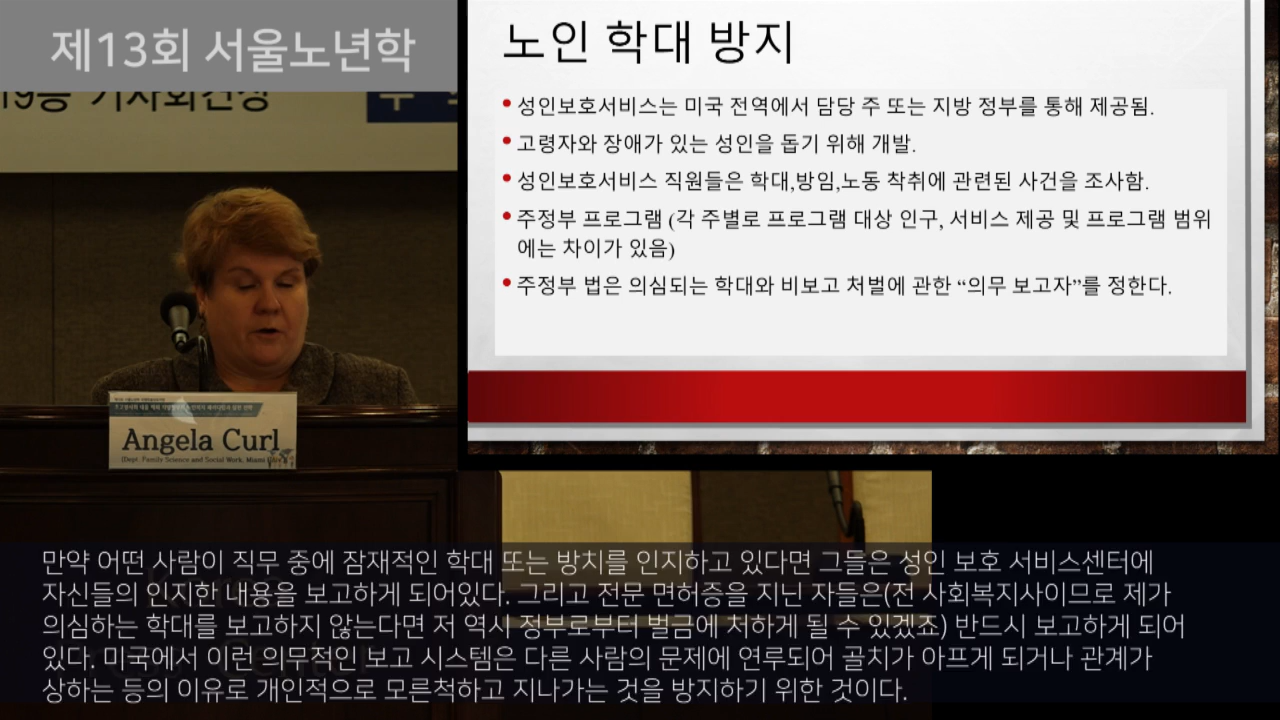 제13회 서울노년학
노인 학대 방지
•성인보호서비스는 미국 전역에서 담당 주 또는 지방 정부를 통해 제공됨.
•고령자와 장애가 있는 성인을 돕기 위해 개발.
•성인보호서비스 직원들은 학대,방임,노동 착취에 관련된 사건을 조사함.
•주정부 프로그램 (각 주별로 프로그램 대상 인구, 서비스 제공 및 프로그램 범위
에는 차이가 있음)
•주정부 법은 의심되는 학대와 비보고 처벌에 관한 “의무 보고자”를 정한다.
Angela Curl
(Dept. Family Science and Social Work, Miami
만약 어떤 사람이 직무 중에 잠재적인 학대 또는 방치를 인지하고 있다면 그들은 성인 보호 서비스센터에
자신들의 인지한 내용을 보고하게 되어있다. 그리고 전문 면허증을 지닌 자들은(전 사회복지사이므로 제가
의심하는 학대를 보고하지 않는다면 저 역시 정부로부터 벌금에 처하게 될 수 있겠죠) 반드시 보고하게 되어
있다. 미국에서 이런 의무적인 보고 시스템은 다른 사람의 문제에 연루되어 골치가 아프게 되거나 관계가
상하는 등의 이유로 개인적으로 모른척하고 지나가는 것을 방지하기 위한 것이다.